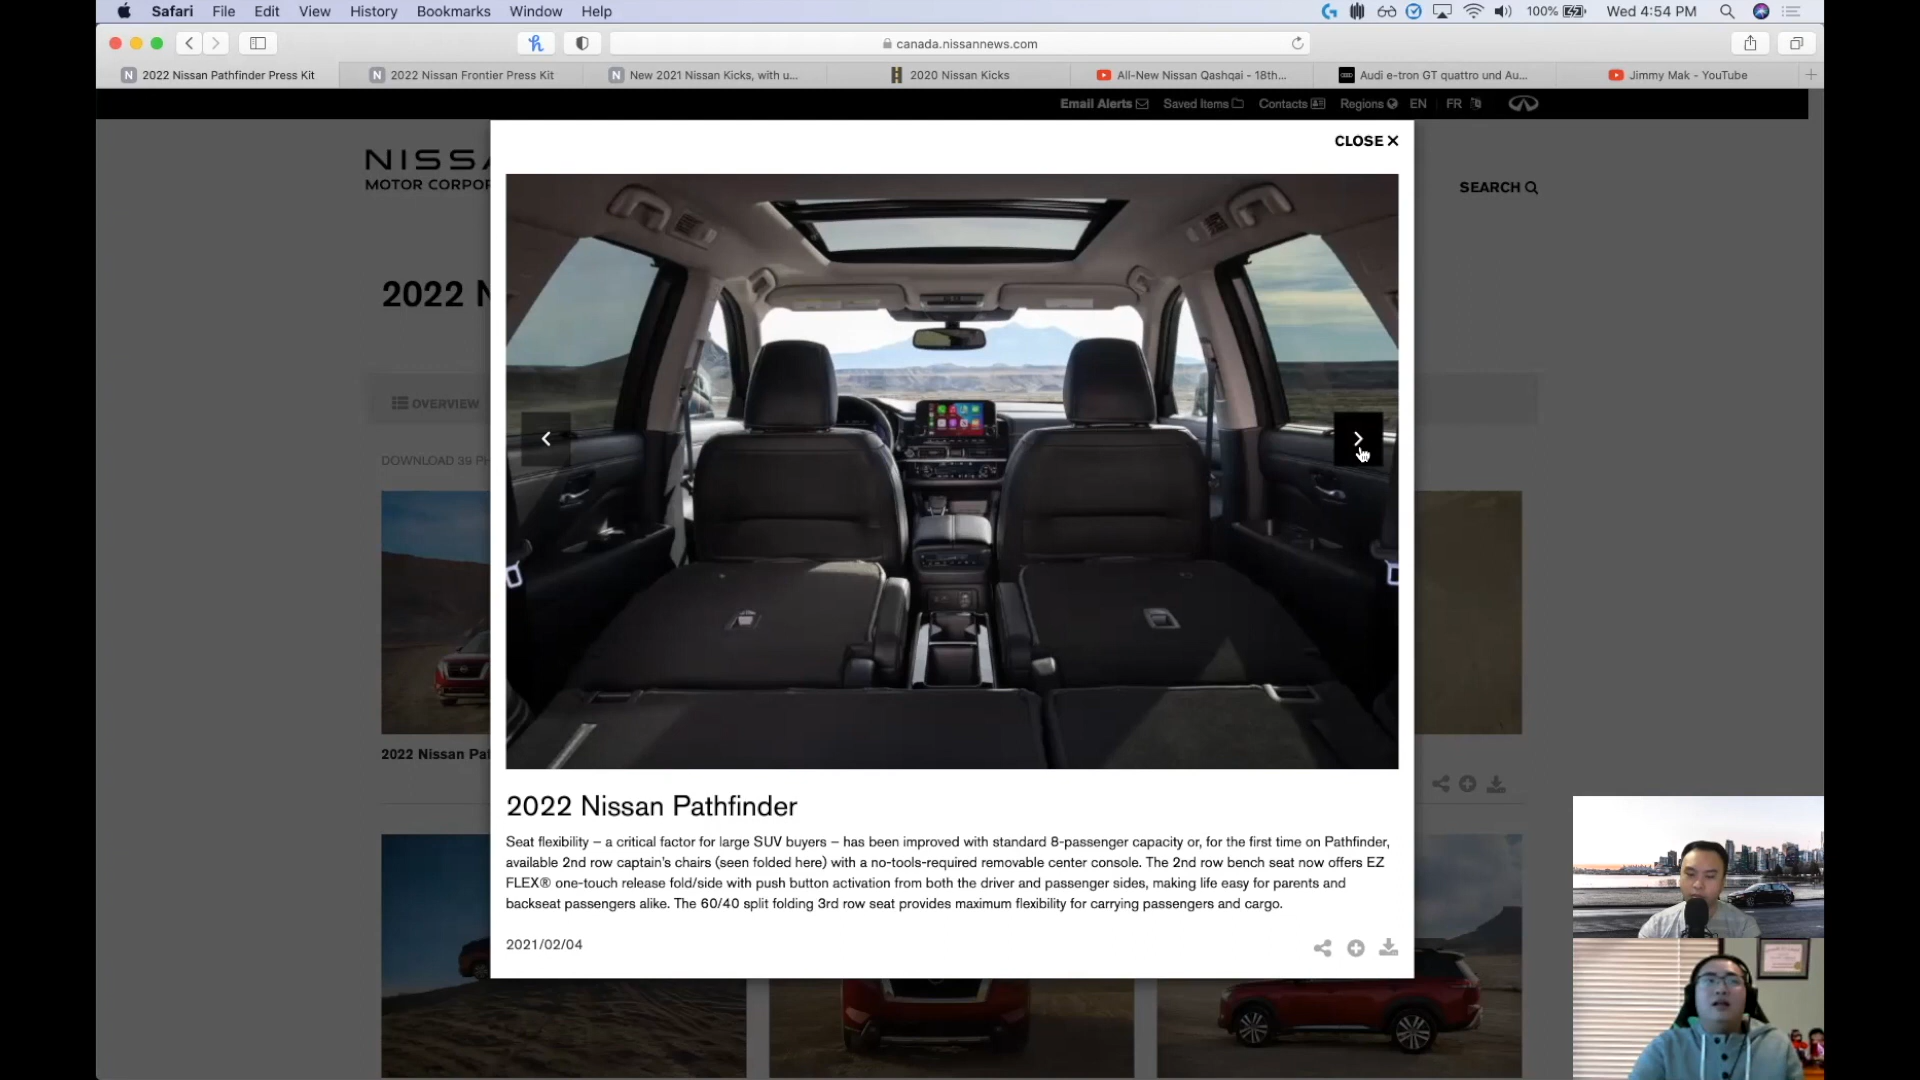 Safari File Edit View History Bookmarks Window Help 100% Wed 4:54 PM
canada.nissannews.com
2022 Nissan Pathfinder Press Kit 2022 Nissan Frontier Press Kit New 2021 Nissan Kicks, with u... 2020 Nissan Kicks All-New Nissan Qashqai - 18th... Audi e-tron GT quattro und Au... Jimmy Mak - YouTube
Email Alerts Saved Items Contacts Regions EN FR
CLOSE
NISSA
MOTOR CORPOR
SEARCH
2022 N
OVERVIEW
DOWNLOAD 39 PH
2022 Nissan Pat
2022 Nissan Pathfinder
Seat flexibility – a critical factor for large SUV buyers – has been improved with standard 8-passenger capacity or, for the first time on Pathfinder,
available 2nd row captain's chairs (seen folded here) with a no-tools-required removable center console. The 2nd row bench seat now offers EZ
FLEX® one-touch release fold/side with push button activation from both the driver and passenger sides, making life easy for parents and
backseat passengers alike. The 60/40 split folding 3rd row seat provides maximum flexibility for carrying passengers and cargo.
2021/02/04